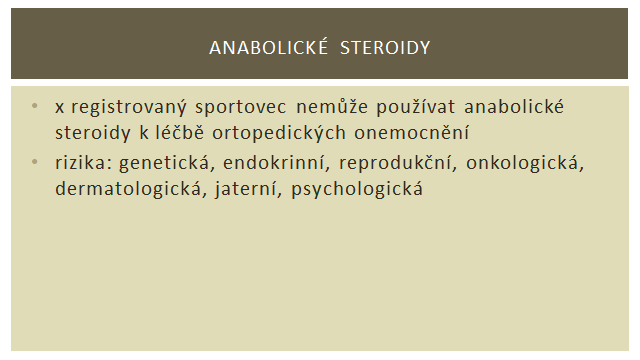 ANABOLICKÉ STEROIDY
• x registrovaný sportovec nemůže používat anabolické
steroidy k léčbě ortopedických onemocnění
• rizika: genetická, endokrinní, reprodukční, onkologická,
dermatologická, jaterní, psychologická